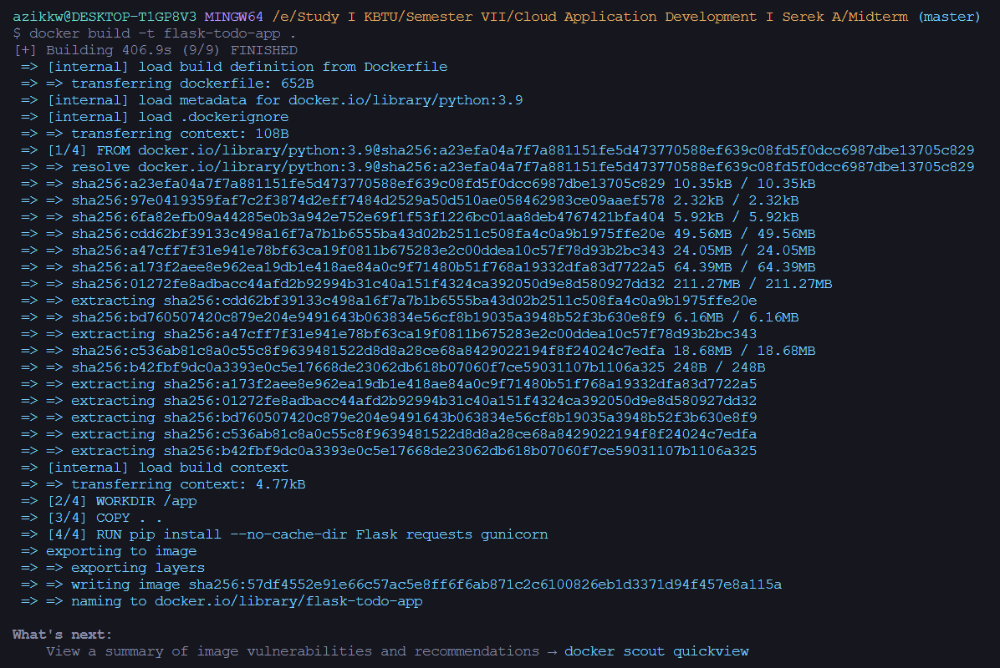 azikkw@DESKTOP-T1GP8V3 MINGW64 /e/Study I KBTU/Semester VII/Cloud Application Development I Serek A/Midterm (master)
$ docker build -t flask-todo-app .
[+] Building 406.9s (9/9) FINISHED
=> [internal] load build definition from Dockerfile
=> => transferring dockerfile: 652B
=> [internal] load metadata for docker.io/library/python:3.9
=> [internal] load .dockerignore
=> => transferring context: 108B
=> [1/4] FROM docker.io/library/python:3.9@sha256:a23efa04a7f7a881151fe5d473770588ef639c08fd5f0dcc6987dbe13705c829
=> => resolve docker.io/library/python:3.9@sha256:a23efa04a7f7a881151fe5d473770588ef639c08fd5f0dcc6987dbe13705c829
=> => sha256:a23efa04a7f7a881151fe5d473770588ef639c08fd5f0dcc6987dbe13705c829 10.35kB / 10.35kB
=> => sha256:97e0419359faf7c2f3874d2eff7484d2529a50d510ae058462983ce09aaef578 2.32kB / 2.32kB
=> => sha256:6fa82efb09a44285e0b3a942e752e69f1f53f1226bc01aa8deb4767421bfa404 5.92kB / 5.92kB
=> => sha256:cdd62bf39133c498a16f7a7b1b6555ba43d02b2511c508fa4c0a9b1975ffe20e 49.56MB / 49.56MB
=> => sha256:a47cff7f31e941e78bf63ca19f0811b675283e2c00ddea10c57f78d93b2bc343 24.05MB / 24.05MB
=> => sha256:a173f2aee8e962ea19db1e418ae84a0c9f71480b51f768a19332dfa83d7722a5 64.39MB / 64.39MB
=> => sha256:01272fe8adbacc44afd2b92994b31c40a151f4324ca392050d9e8d580927dd32 211.27MB / 211.27MB
=> => extracting sha256:cdd62bf39133c498a16f7a7b1b6555ba43d02b2511c508fa4c0a9b1975ffe20e
=> => sha256:bd760507420c879e204e9491643b063834e56cf8b19035a3948b52f3b630e8f9 6.16MB / 6.16MB
=> => extracting sha256:a47cff7f31e941e78bf63ca19f0811b675283e2c00ddea10c57f78d93b2bc343
=> => sha256:c536ab81c8a0c55c8f9639481522d8d8a28ce68a8429022194f8f24024c7edfa 18.68MB / 18.68MB
=> => sha256:b42fbf9dc0a3393e0c5e17668de23062db618b07060f7ce59031107b1106a325 248B / 248B
=> => extracting sha256:a173f2aee8e962ea19db1e418ae84a0c9f71480b51f768a19332dfa83d7722a5
=> => extracting sha256:01272fe8adbacc44afd2b92994b31c40a151f4324ca392050d9e8d580927dd32
=> => extracting sha256:bd760507420c879e204e9491643b063834e56cf8b19035a3948b52f3b630e8f9
=> => extracting sha256:c536ab81c8a0c55c8f9639481522d8d8a28ce68a8429022194f8f24024c7edfa
=> => extracting sha256:b42fbf9dc0a3393e0c5e17668de23062db618b07060f7ce59031107b1106a325
=> [internal] load build context
=> => transferring context: 4.77kB
=> [2/4] WORKDIR /app
=> [3/4] COPY . .
=> [4/4] RUN pip install --no-cache-dir Flask requests gunicorn
=> exporting to image
=> => exporting layers
=> => writing image sha256:57df4552e91e66c57ac5e8ff6f6ab871c2c6100826eb1d3371d94f457e8a115a
=> => naming to docker.io/library/flask-todo-app
What's next:
View a summary of image vulnerabilities and recommendations → docker scout quickview